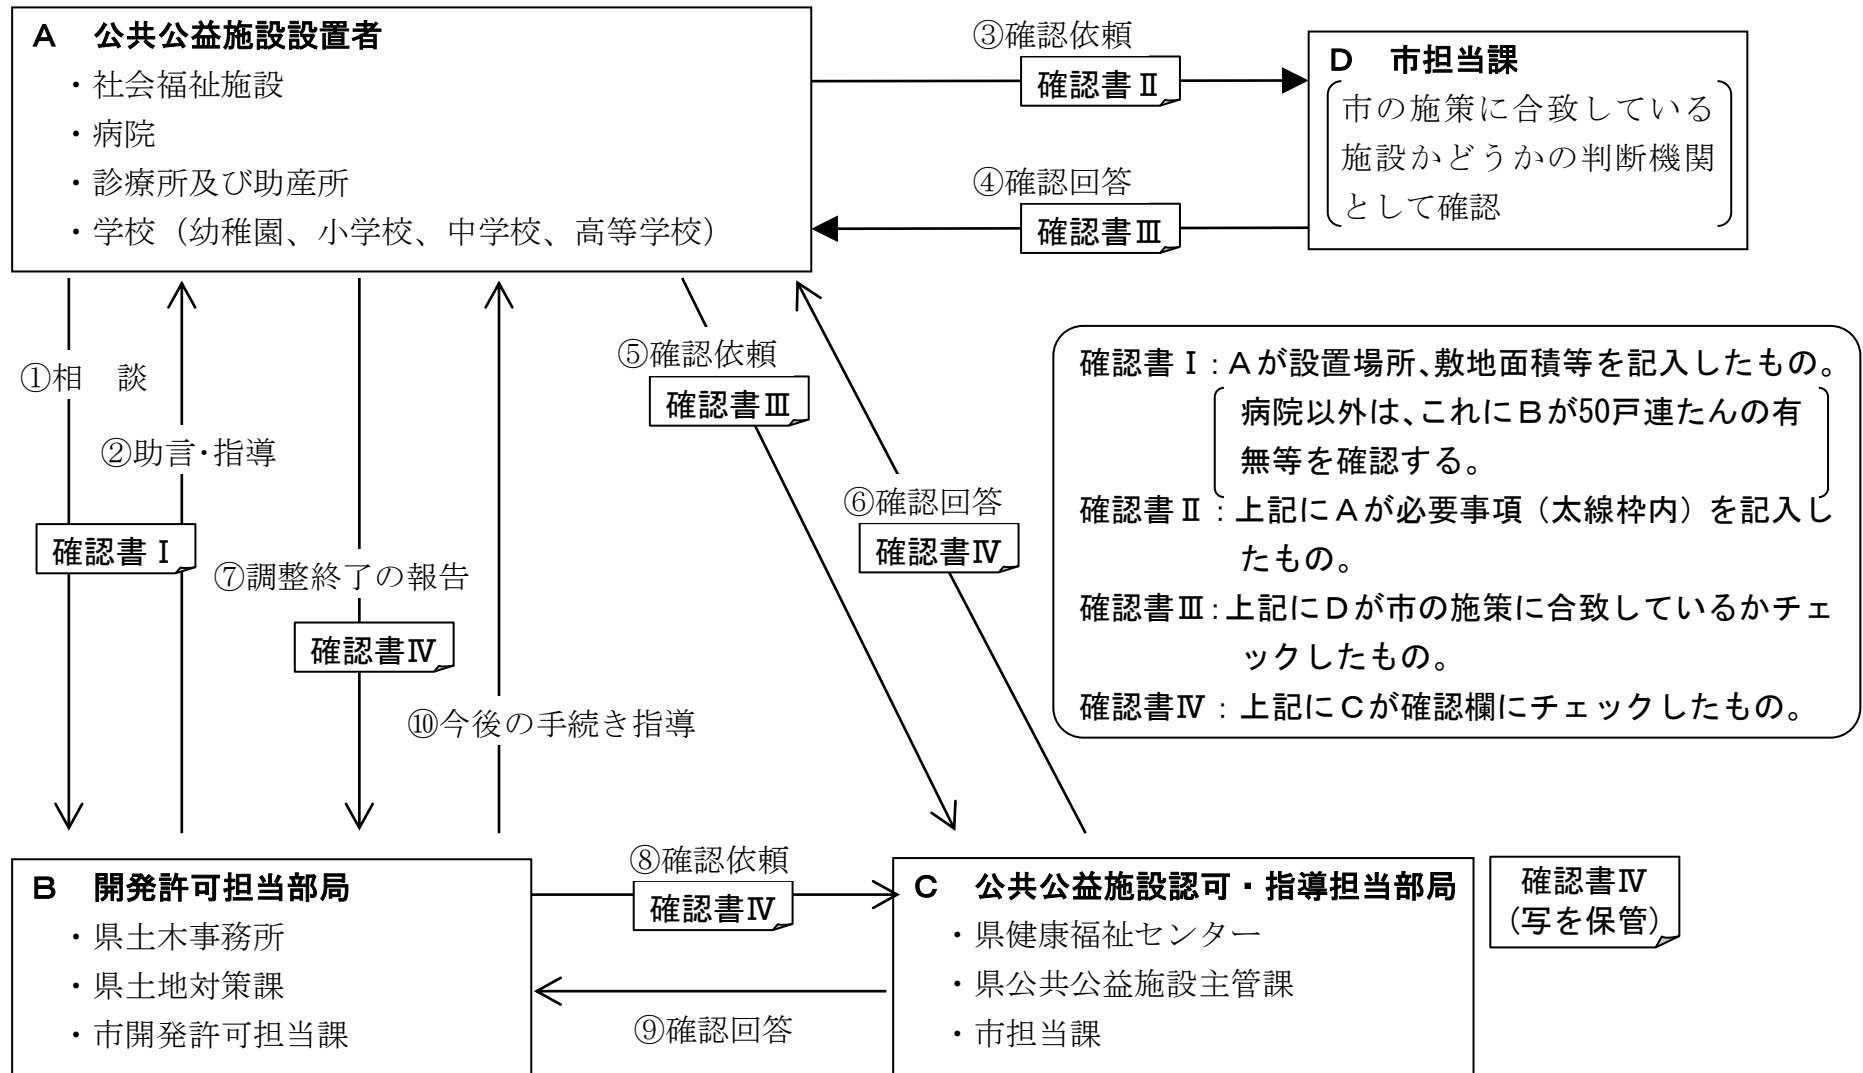 A 公共公益施設設置者
・社会福祉施設
・病院
・診療所及び助産所
・学校（幼稚園、小学校、中学校、高等学校）
③確認依頼
確認書Ⅱ
④確認回答
確認書Ⅲ
D 市担当課
市の施策に合致している
施設かどうかの判断機関
として確認
①相　談
②助言･指導
確認書Ⅰ
⑦調整終了の報告
確認書Ⅳ
⑩今後の手続き指導
⑤確認依頼
確認書Ⅲ
⑥確認回答
確認書Ⅳ
確認書Ⅰ：Ａが設置場所、敷地面積等を記入したもの。
病院以外は、これにＢが50戸連たんの有
無等を確認する。
確認書Ⅱ：上記にＡが必要事項（太線枠内）を記入し
たもの。
確認書Ⅲ：上記にＤが市の施策に合致しているかチェ
ックしたもの。
確認書Ⅳ：上記にＣが確認欄にチェックしたもの。
B 開発許可担当部局
・県土木事務所
・県土地対策課
・市開発許可担当課
⑧確認依頼
確認書Ⅳ
⑨確認回答
C 公共公益施設認可・指導担当部局
・県健康福祉センター
・県公共公益施設主管課
・市担当課
確認書Ⅳ
(写を保管)